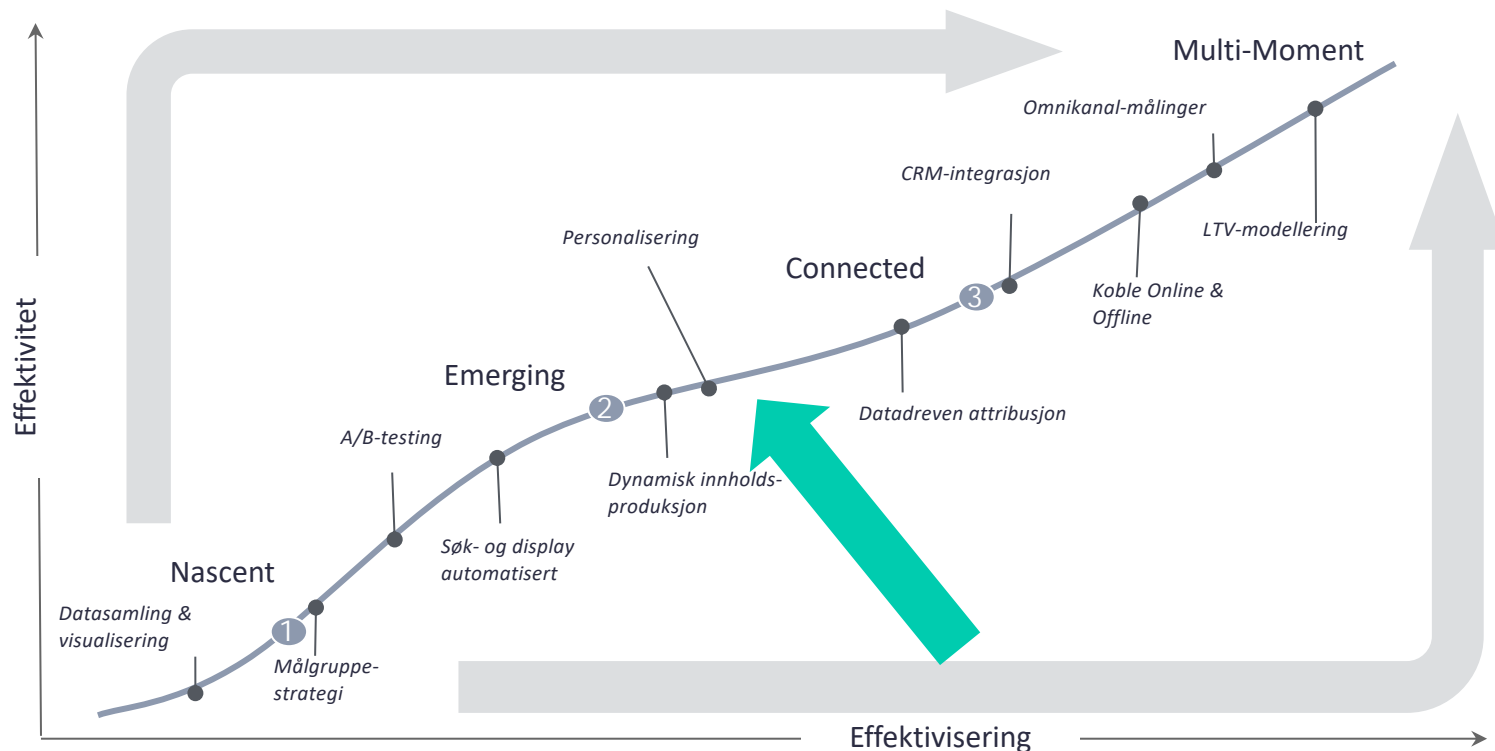 Multi-Moment
Omnikanal-målinger
CRM-integrasjon
LTV-modellering
Personalisering
Connected
3
Koble Online &
Offline
Effektivitet
Emerging
2
Datadreven attribusjon
A/B-testing
Dynamisk innholds-
produksjon
Søk- og display
automatisert
Nascent
Datasamling &
visualisering
1
Målgruppe-
strategi
Effektivisering